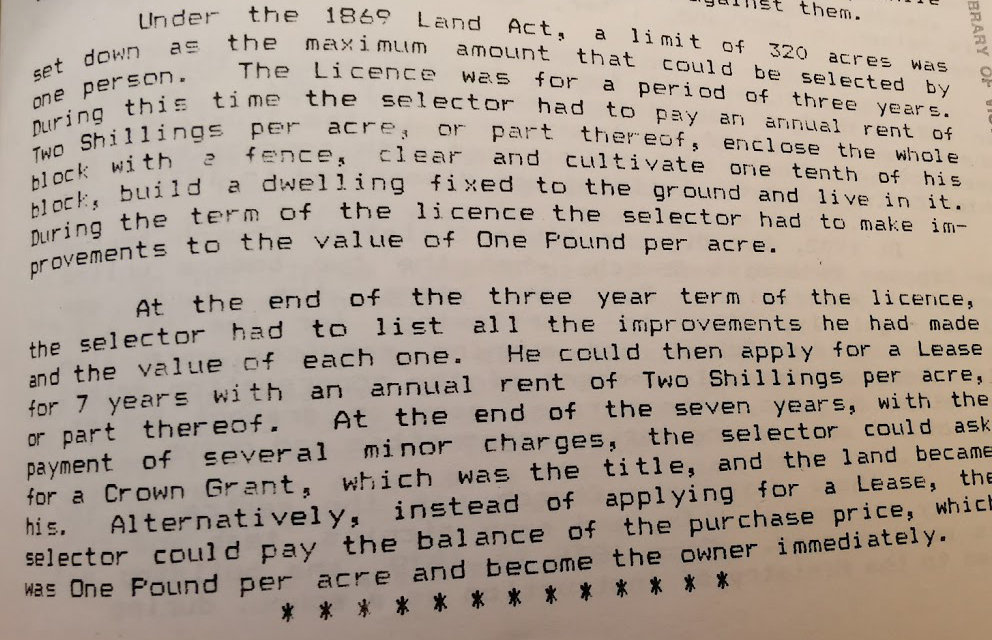 against them.
Under the 1869 Land Act, a limit of 320 acres was
set down as the maximum amount that could be selected by
one person. The Licence was for a period of three years.
During this time the selector had to pay an annual rent of
Two Shillings per acre, or part thereof, enclose the whole
block with a fence, clear and cultivate one tenth of his
block, build a dwelling fixed to the ground and live in it.
During the term of the licence the selector had to make im-
provements to the value of One Pound per acre.
At the end of the three year term of the licence,
the selector had to list all the improvements he had made
and the value of each one. He could then apply for a Lease
for 7 years with an annual rent of Two Shillings per acre,
or part thereof. At the end of the seven years, with the
payment of several minor charges, the selector could ask
for a Crown Grant, which was the title, and the land became
his. Alternatively, instead of applying for a Lease, the
selector could pay the balance of the purchase price, which
was One Pound per acre and become the owner immediately.
* * * * * * * * * * * *